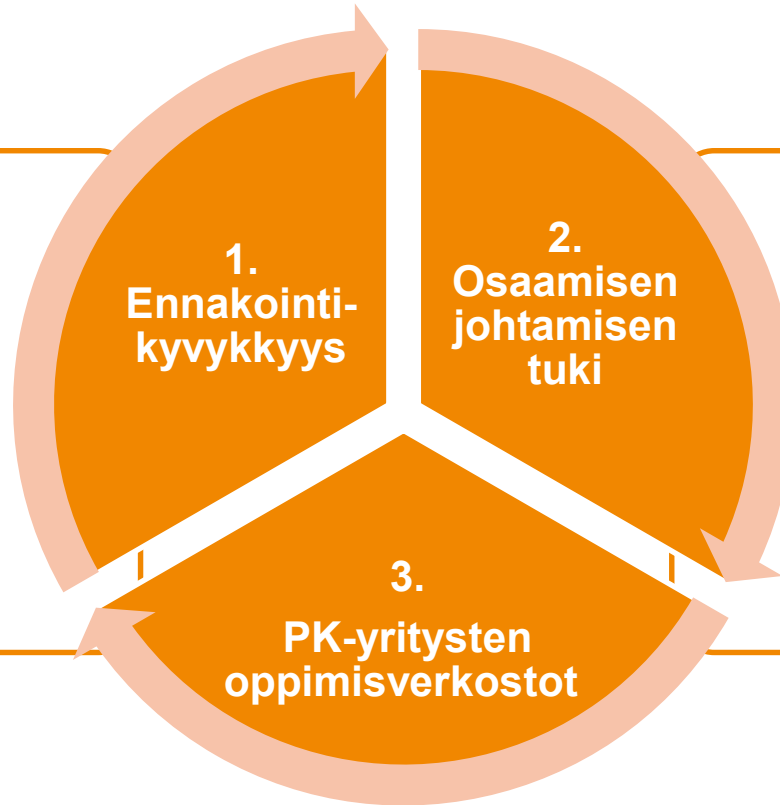 1.
Ennakointi-
kyvykkyys
2.
Osaamisen
johtamisen
tuki
3.
PK-yritysten
oppimisverkostot